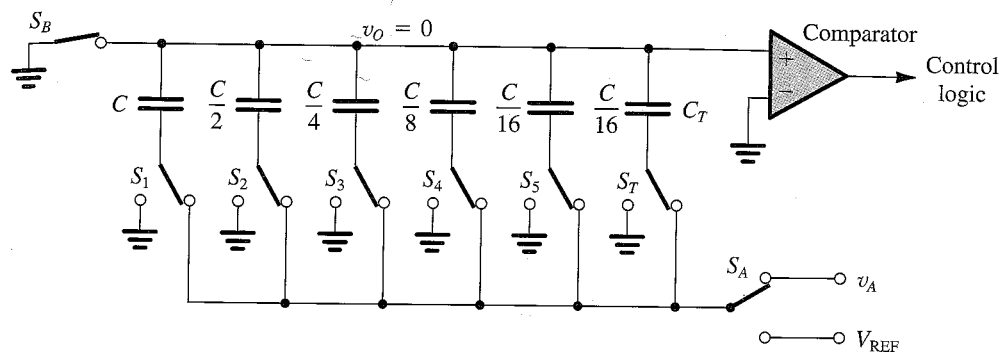 S_B
v_O = 0
Comparator
+
−
Control
logic
C
C/2
C/4
C/8
C/16
C/16
C_T
S_1
S_2
S_3
S_4
S_5
S_T
S_A
v_A
V_REF